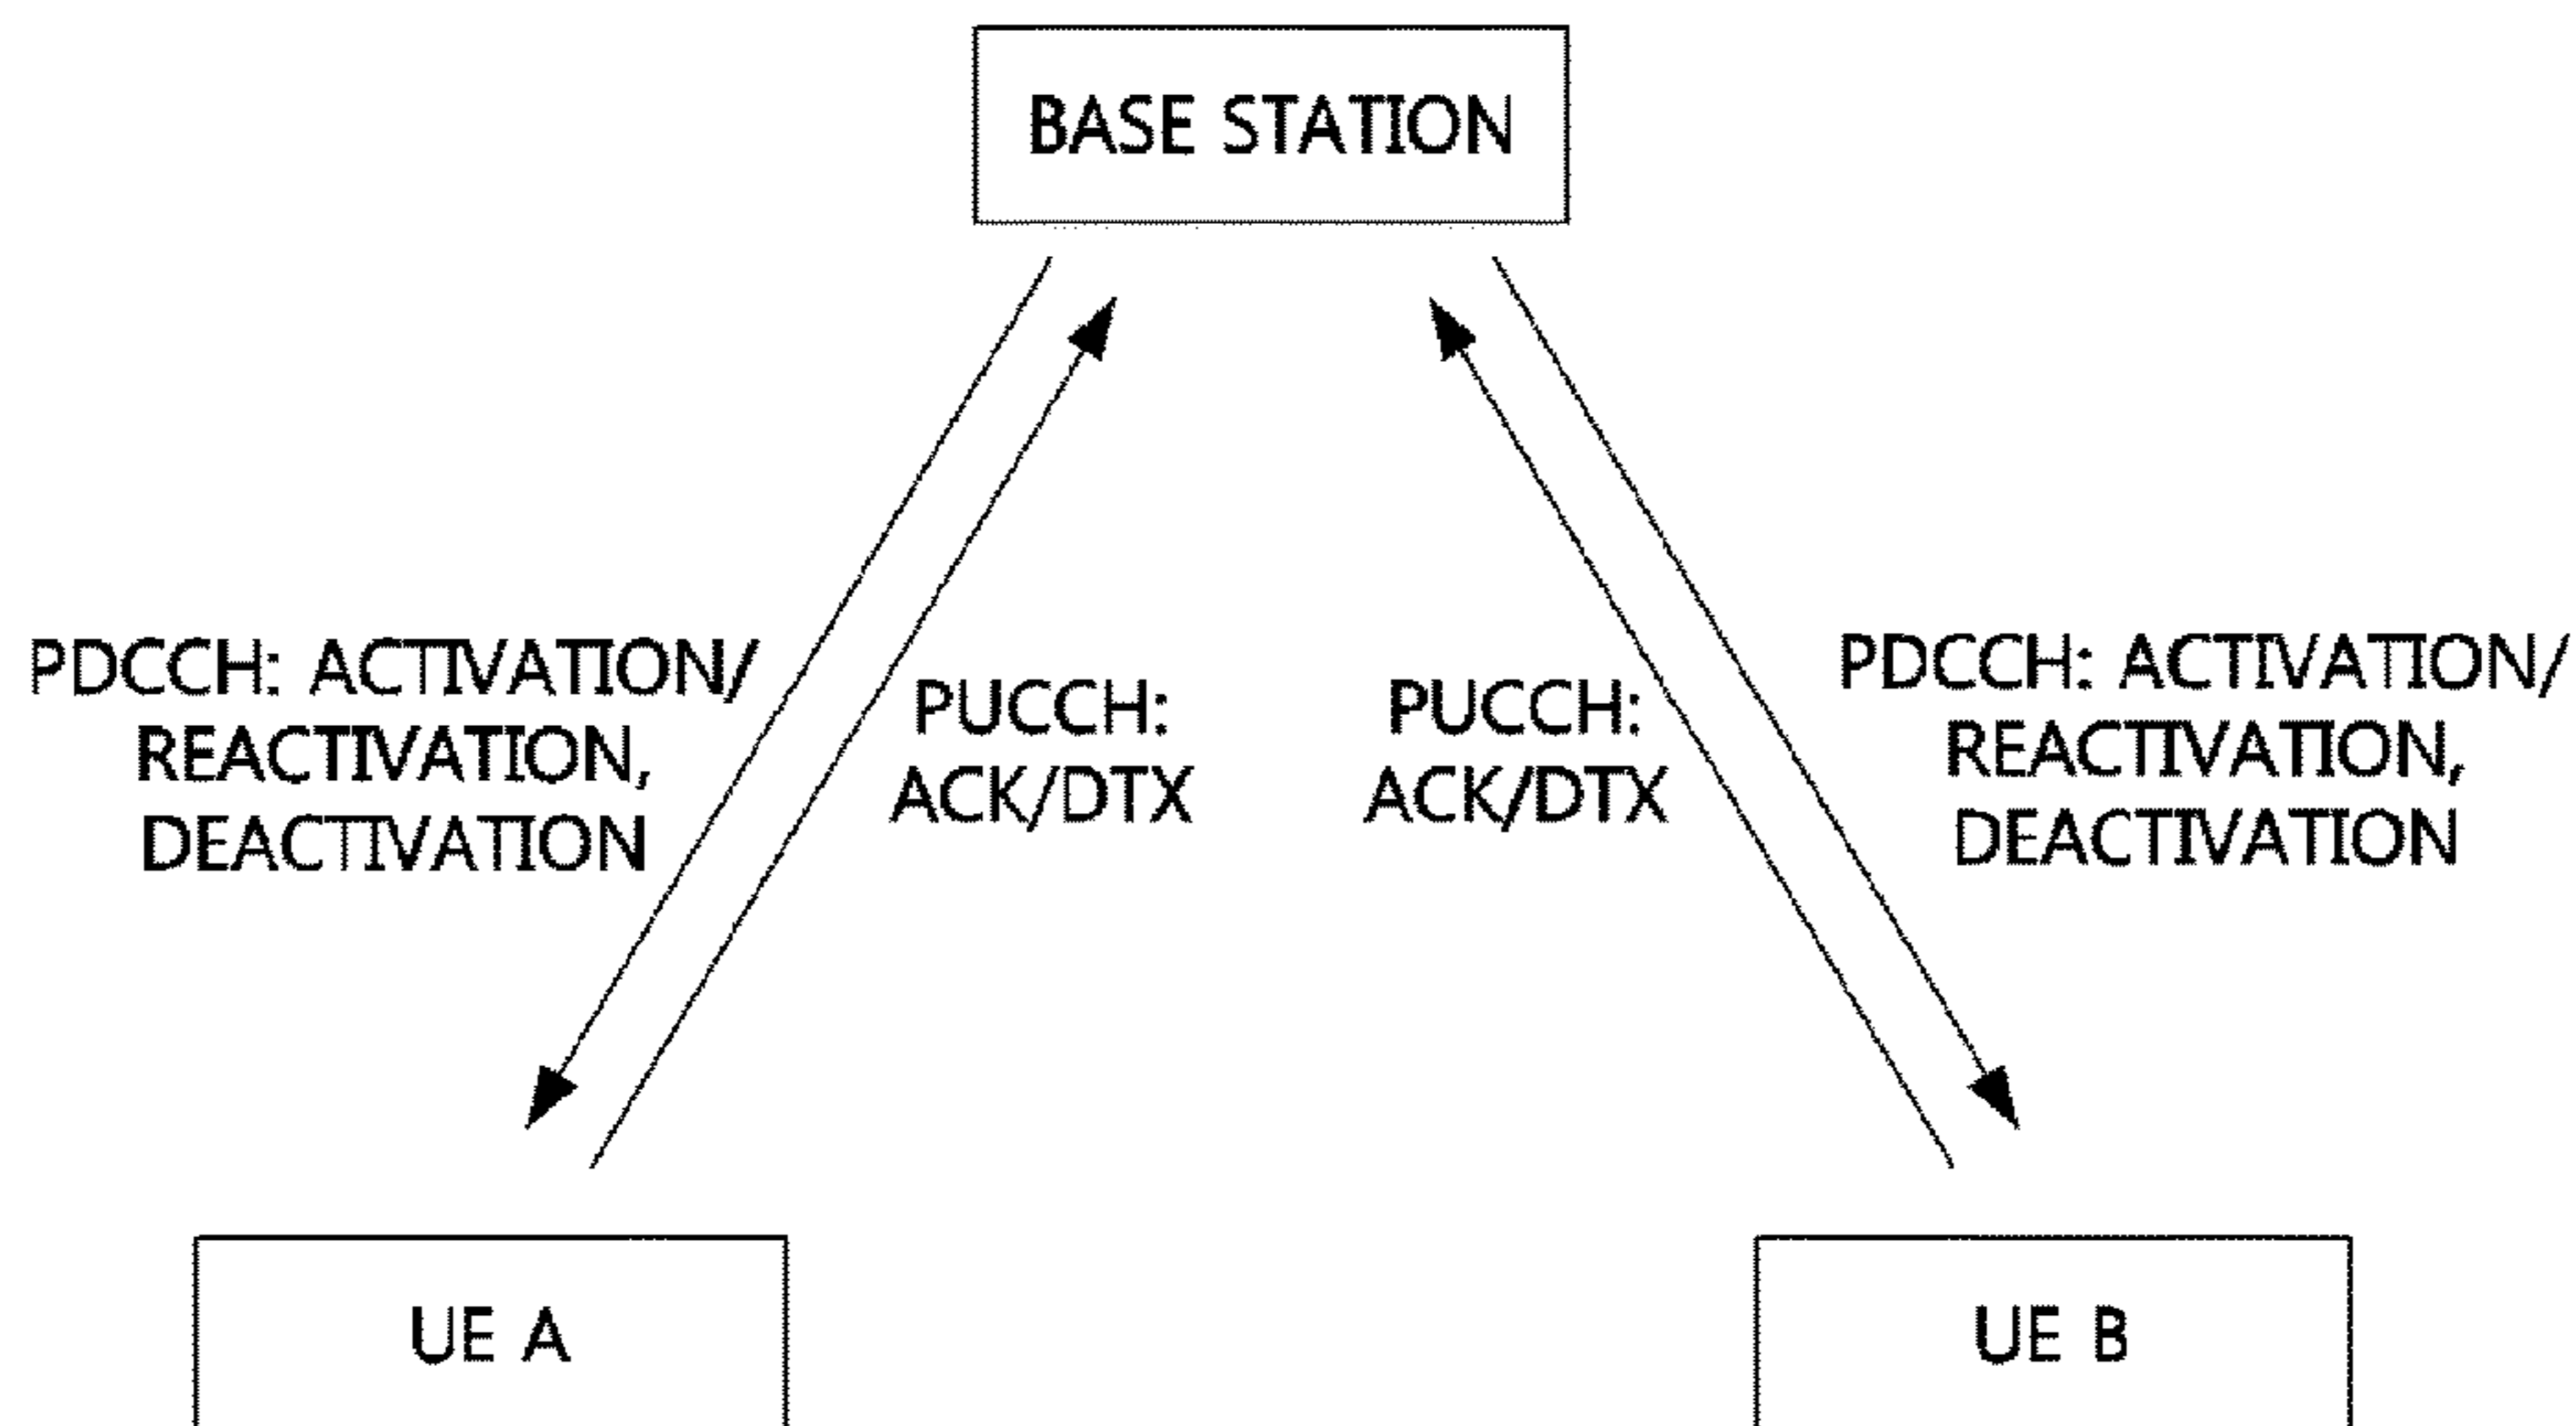 BASE STATION
PDCCH: ACTIVATION/
REACTIVATION,
DEACTIVATION
PUCCH:
ACK/DTX
PUCCH:
ACK/DTX
PDCCH: ACTIVATION/
REACTIVATION,
DEACTIVATION
UE A
UE B